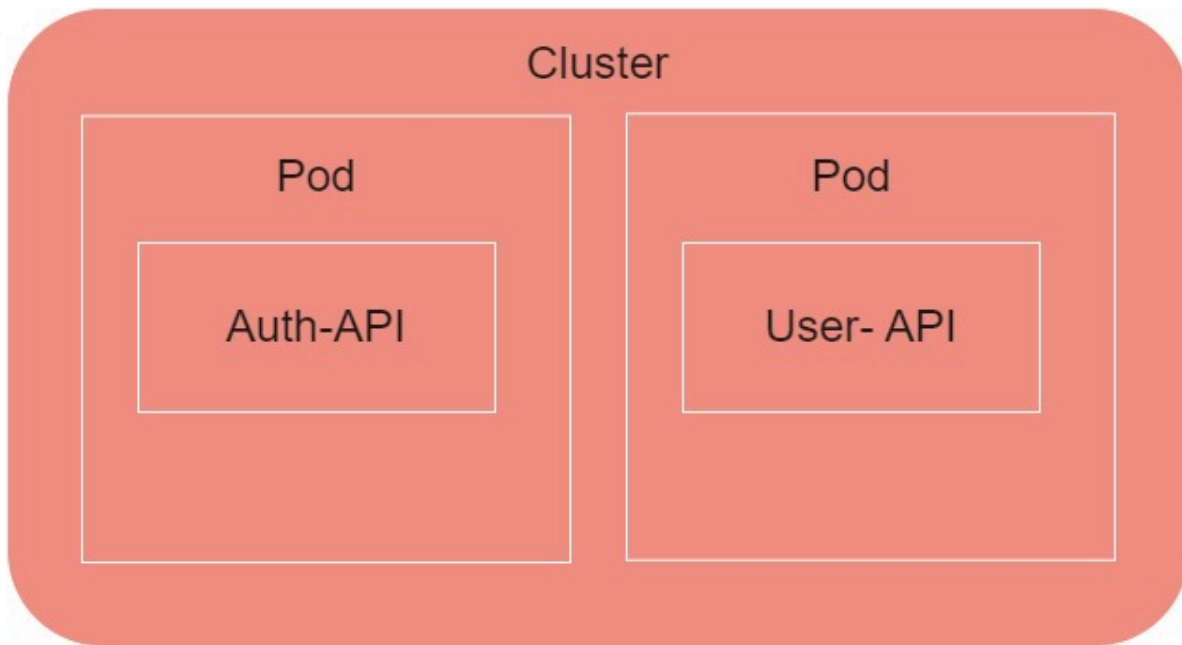 Cluster
Pod
Pod
Auth-API
User- API